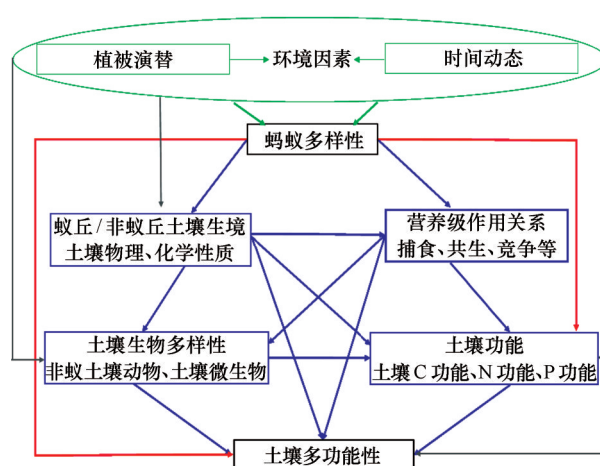 植被演替
环境因素
时间动态
蚂蚁多样性
蚁丘/非蚁丘土壤生境
土壤物理、化学性质
营养级作用关系
捕食、共生、竞争等
土壤生物多样性
非蚁土壤动物、土壤微生物
土壤功能
土壤C功能、N功能、P功能
土壤多功能性